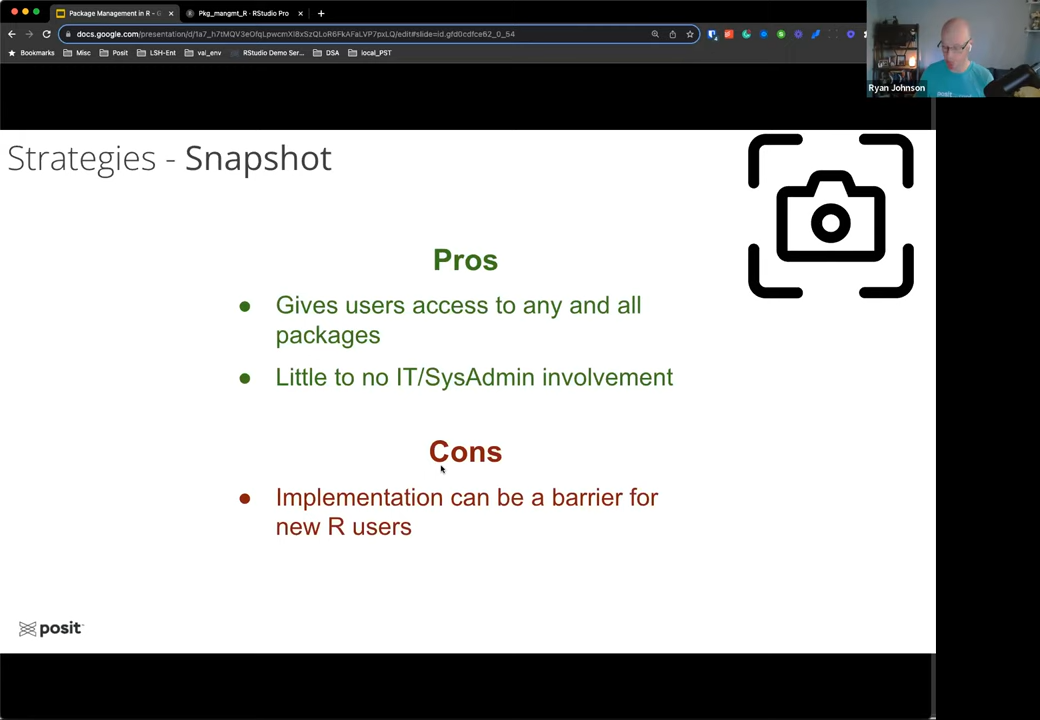 Package Management in R - G
Pkg_mangmt_R · RStudio Pro
docs.google.com/presentation/d/1a7_h7tMQV3eOfqLpwcmXl8xSzQLoR6FkAFaLVP7pxLQ/edit#slide=id.gfd0cdfce62_0_54
Bookmarks
Misc
Posit
LSH-Ent
val_env
RStudio Demo Ser...
DSA
local_PST
Ryan Johnson
Strategies - Snapshot
Pros
● Gives users access to any and all
packages
● Little to no IT/SysAdmin involvement
Cons
● Implementation can be a barrier for
new R users
posit